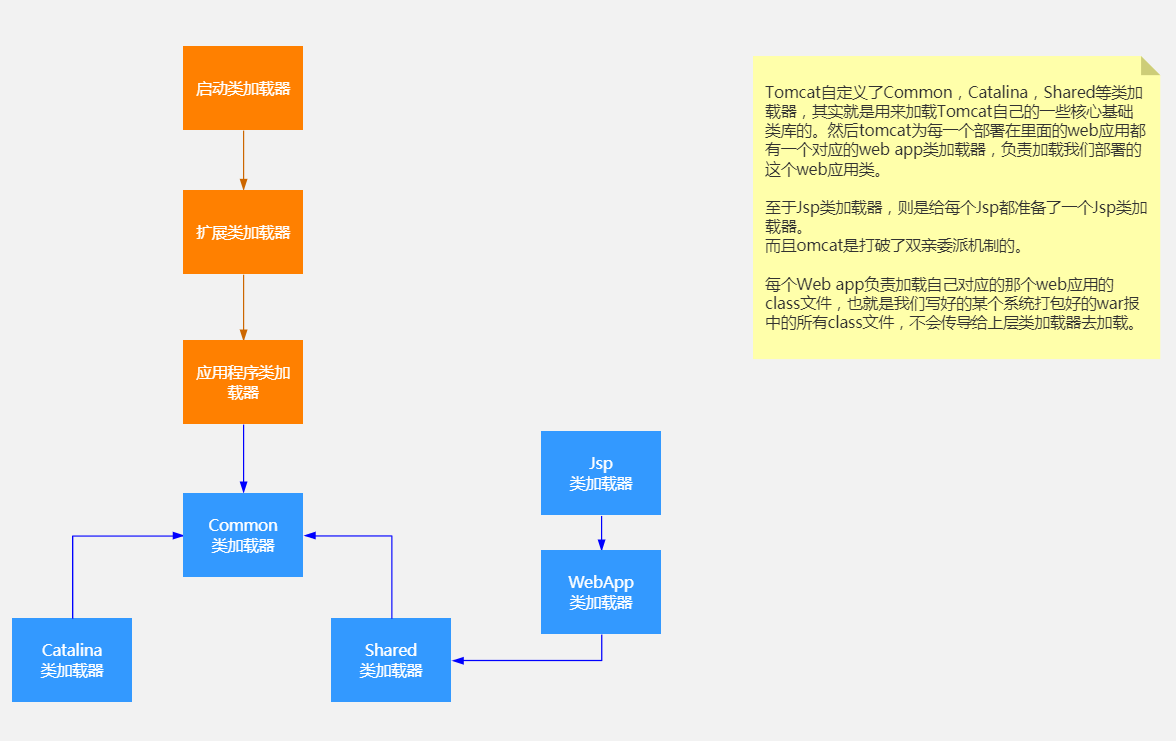 启动类加载器
扩展类加载器
应用程序类加
载器
Common
类加载器
Catalina
类加载器
Shared
类加载器
Jsp
类加载器
WebApp
类加载器
Tomcat自定义了Common，Catalina，Shared等类加
载器，其实就是用来加载Tomcat自己的一些核心基础
类库的。然后tomcat为每一个部署在里面的web应用都
有一个对应的web app类加载器，负责加载我们部署的
这个web应用类。
至于Jsp类加载器，则是给每个Jsp都准备了一个Jsp类加
载器。
而且omcat是打破了双亲委派机制的。
每个Web app负责加载自己对应的那个web应用的
class文件，也就是我们写好的某个系统打包好的war报
中的所有class文件，不会传导给上层类加载器去加载。